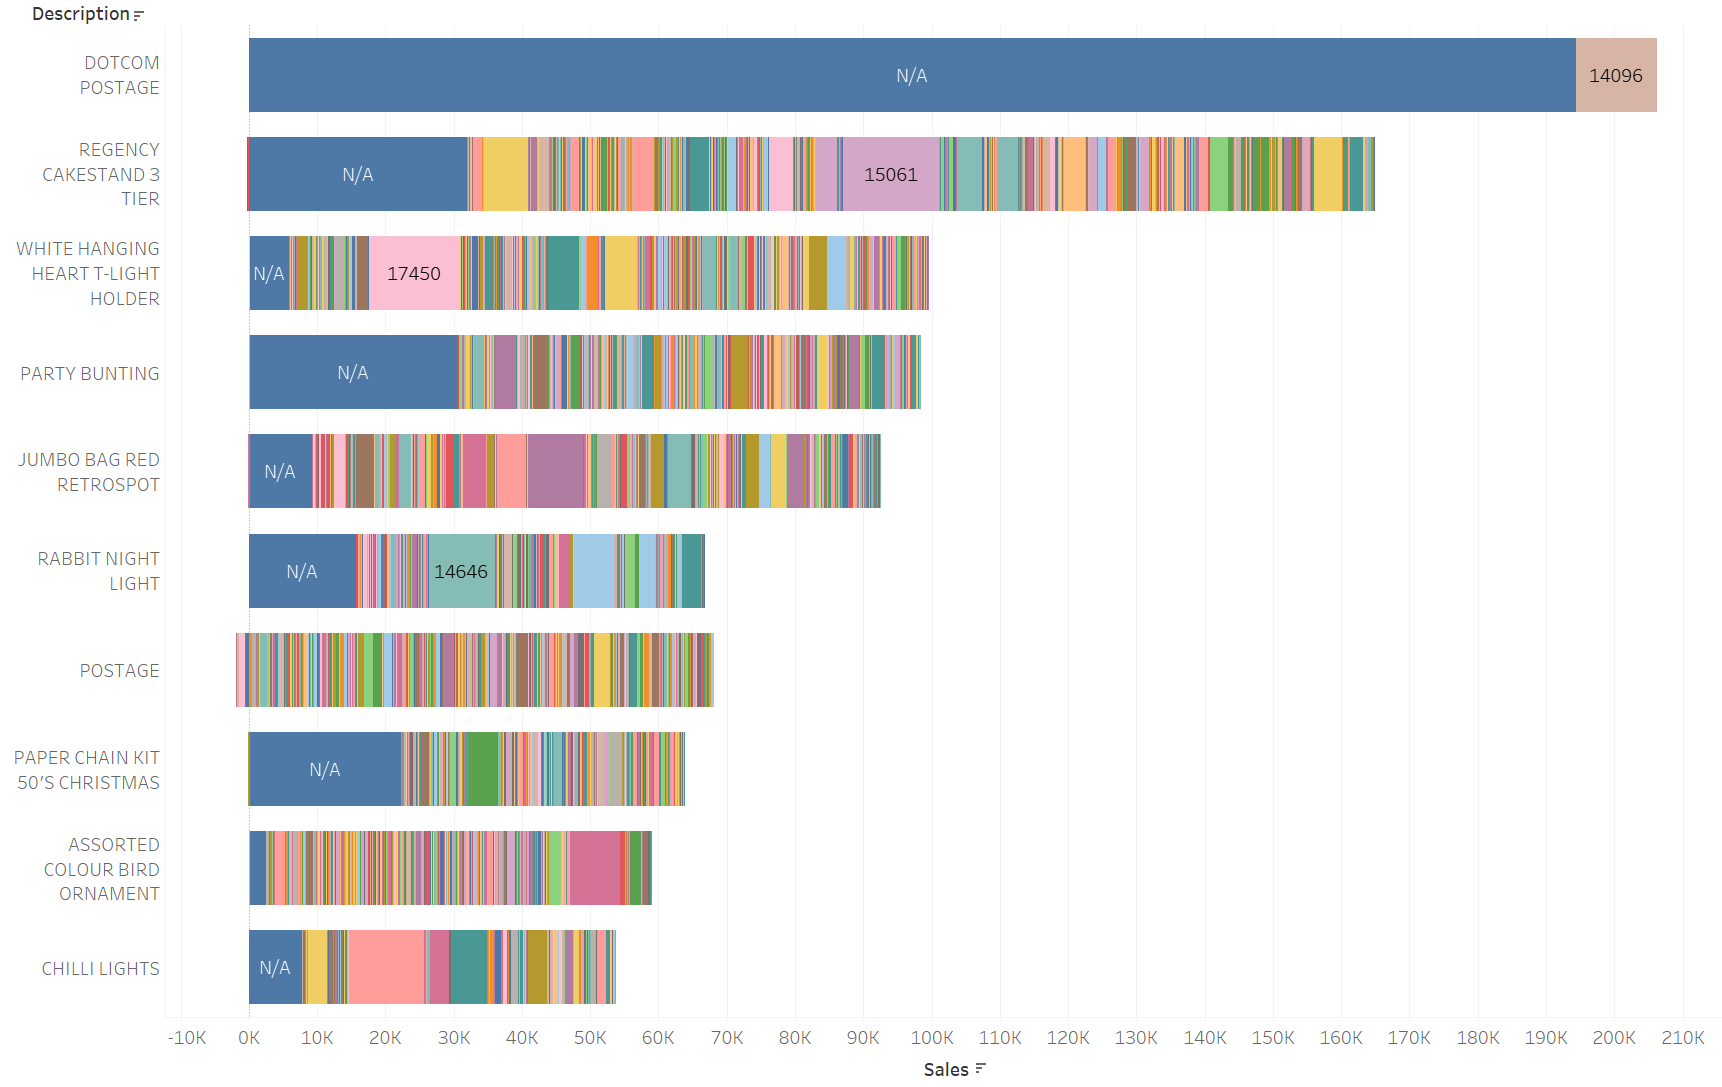 Description
DOTCOM
POSTAGE
N/A
14096
REGENCY
CAKESTAND 3
TIER
N/A
15061
WHITE HANGING
HEART T-LIGHT
HOLDER
N/A
17450
PARTY BUNTING
N/A
JUMBO BAG RED
RETROSPOT
N/A
RABBIT NIGHT
LIGHT
N/A
14646
POSTAGE
PAPER CHAIN KIT
50'S CHRISTMAS
N/A
ASSORTED
COLOUR BIRD
ORNAMENT
CHILLI LIGHTS
N/A
-10K 0K 10K 20K 30K 40K 50K 60K 70K 80K 90K 100K 110K 120K 130K 140K 150K 160K 170K 180K 190K 200K 210K
Sales